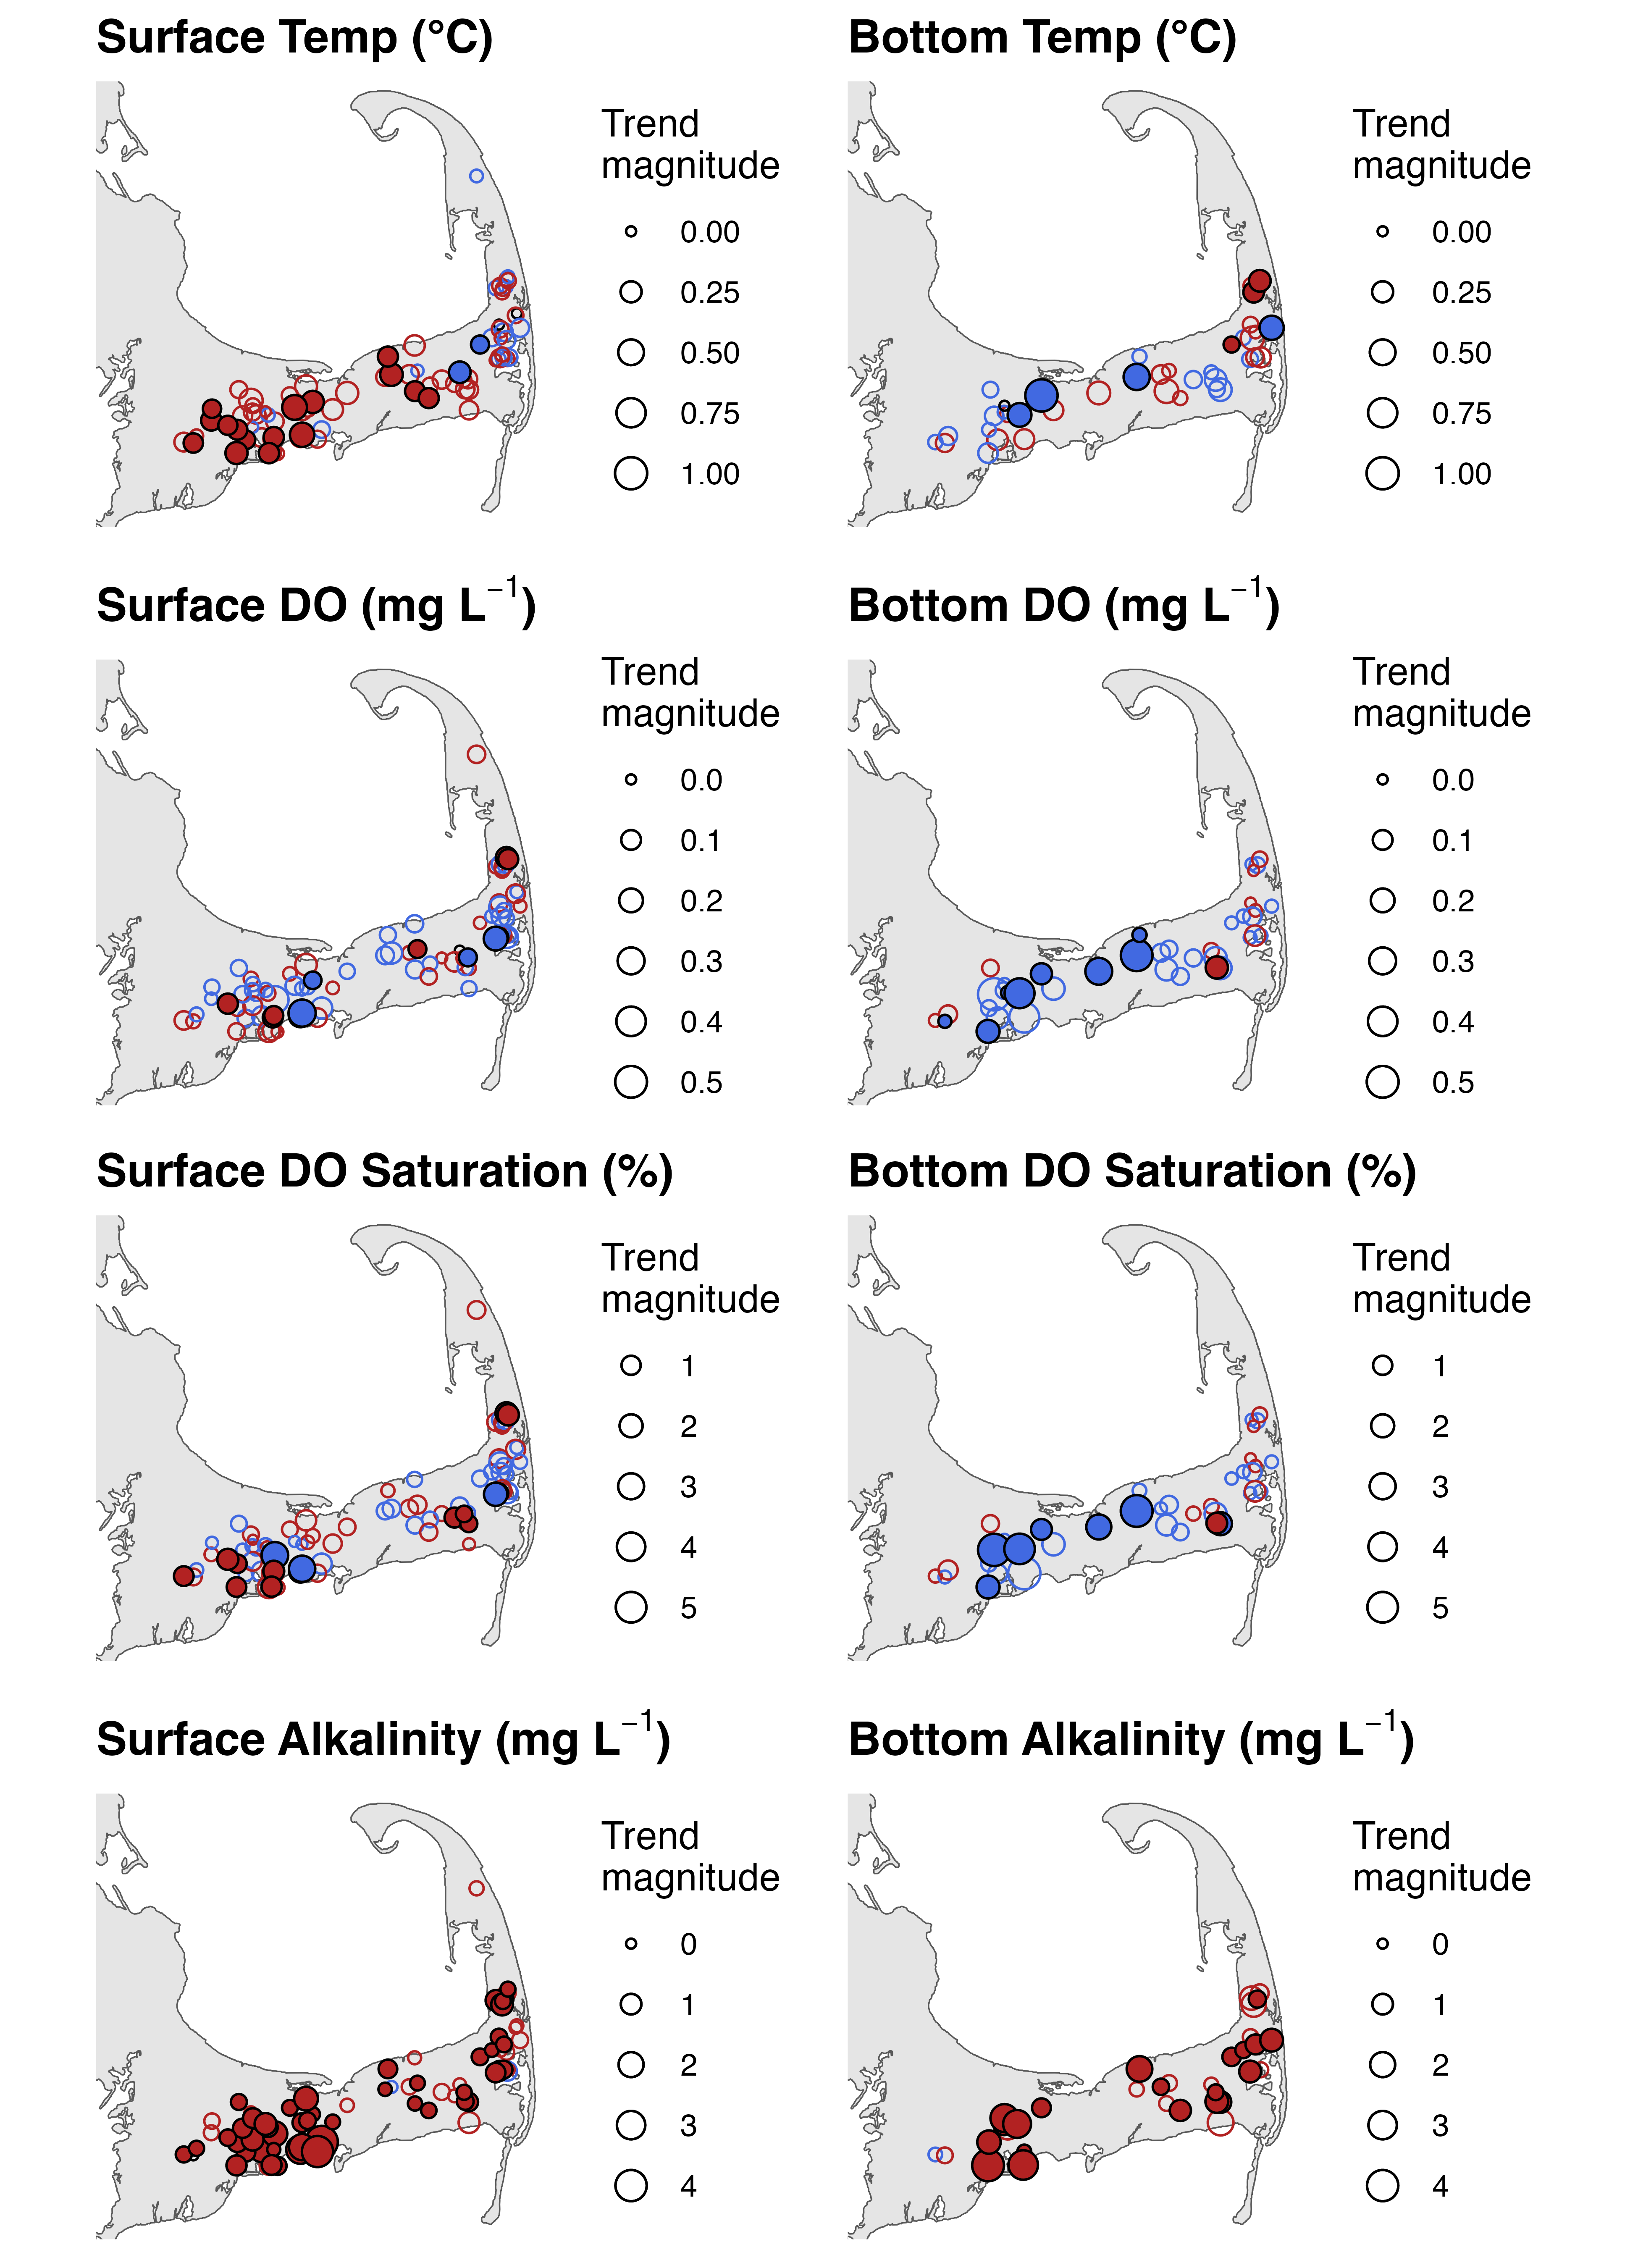 Surface Temp (°C)
Trend
magnitude
0.00
0.25
0.50
0.75
1.00
Bottom Temp (°C)
Trend
magnitude
0.00
0.25
0.50
0.75
1.00
Surface DO (mg L⁻¹)
Trend
magnitude
0.0
0.1
0.2
0.3
0.4
0.5
Bottom DO (mg L⁻¹)
Trend
magnitude
0.0
0.1
0.2
0.3
0.4
0.5
Surface DO Saturation (%)
Trend
magnitude
1
2
3
4
5
Bottom DO Saturation (%)
Trend
magnitude
1
2
3
4
5
Surface Alkalinity (mg L⁻¹)
Trend
magnitude
0
1
2
3
4
Bottom Alkalinity (mg L⁻¹)
Trend
magnitude
0
1
2
3
4